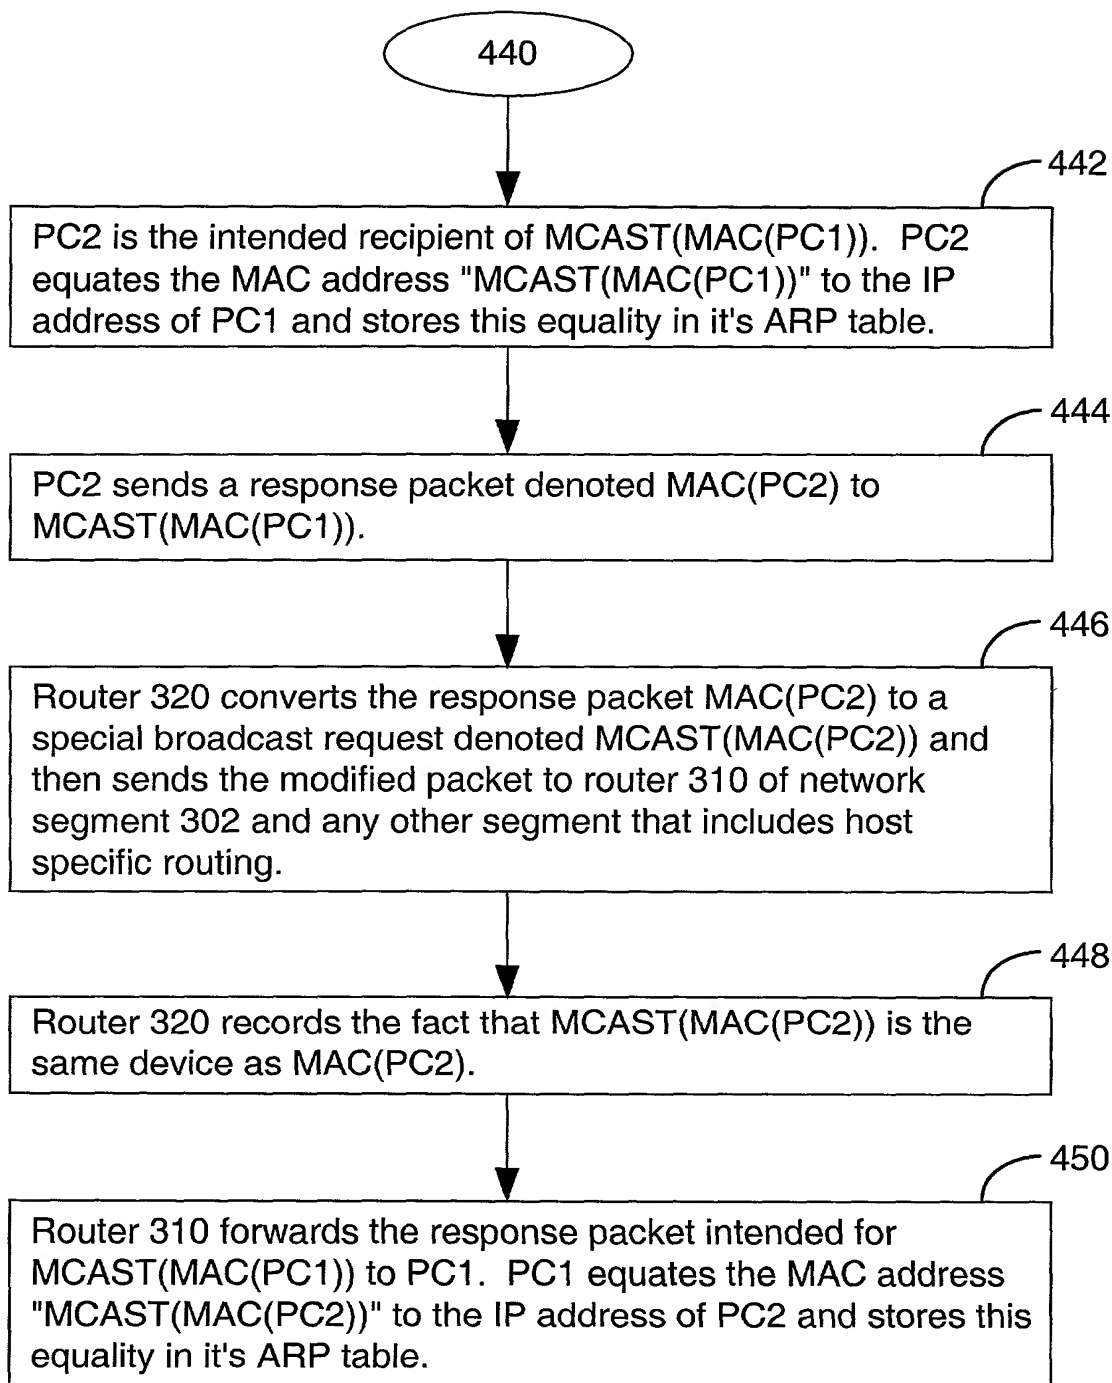 440
442
PC2 is the intended recipient of MCAST(MAC(PC1)). PC2
equates the MAC address "MCAST(MAC(PC1))" to the IP
address of PC1 and stores this equality in it's ARP table.
444
PC2 sends a response packet denoted MAC(PC2) to
MCAST(MAC(PC1)).
446
Router 320 converts the response packet MAC(PC2) to a
special broadcast request denoted MCAST(MAC(PC2)) and
then sends the modified packet to router 310 of network
segment 302 and any other segment that includes host
specific routing.
448
Router 320 records the fact that MCAST(MAC(PC2)) is the
same device as MAC(PC2).
450
Router 310 forwards the response packet intended for
MCAST(MAC(PC1)) to PC1. PC1 equates the MAC address
"MCAST(MAC(PC2))" to the IP address of PC2 and stores this
equality in it's ARP table.